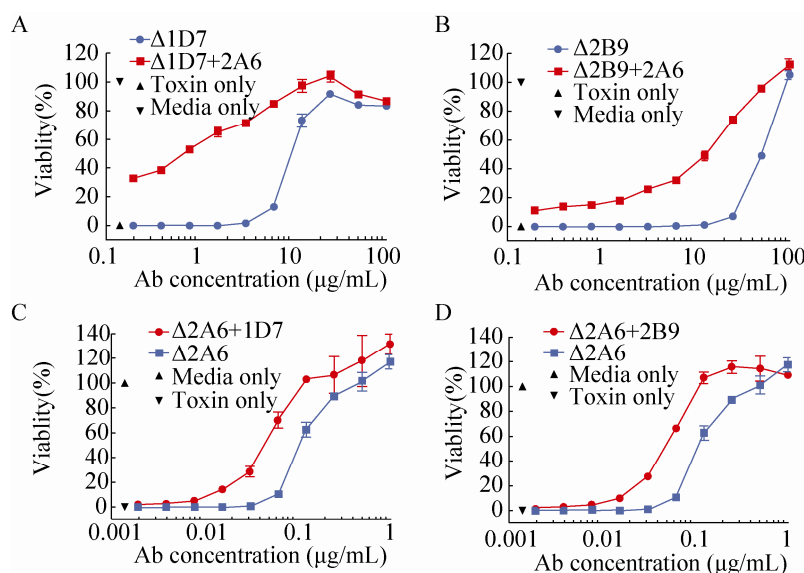 A
Δ1D7
Δ1D7+2A6
Toxin only
Media only
Viablity(%)
120
100
80
60
40
20
0
0.1 1 10 100
Ab concentration (μg/mL)
B
Δ2B9
Δ2B9+2A6
Toxin only
Media only
Viablity(%)
120
100
80
60
40
20
0
0.1 1 10 100
Ab concentration (μg/mL)
C
Δ2A6+1D7
Δ2A6
Media only
Toxin only
Viablity(%)
140
120
100
80
60
40
20
0
0.001 0.01 0.1 1
Ab concentration (μg/mL)
D
Δ2A6+2B9
Δ2A6
Media only
Toxin only
Viablity(%)
140
120
100
80
60
40
20
0
0.001 0.01 0.1 1
Ab concentration (μg/mL)